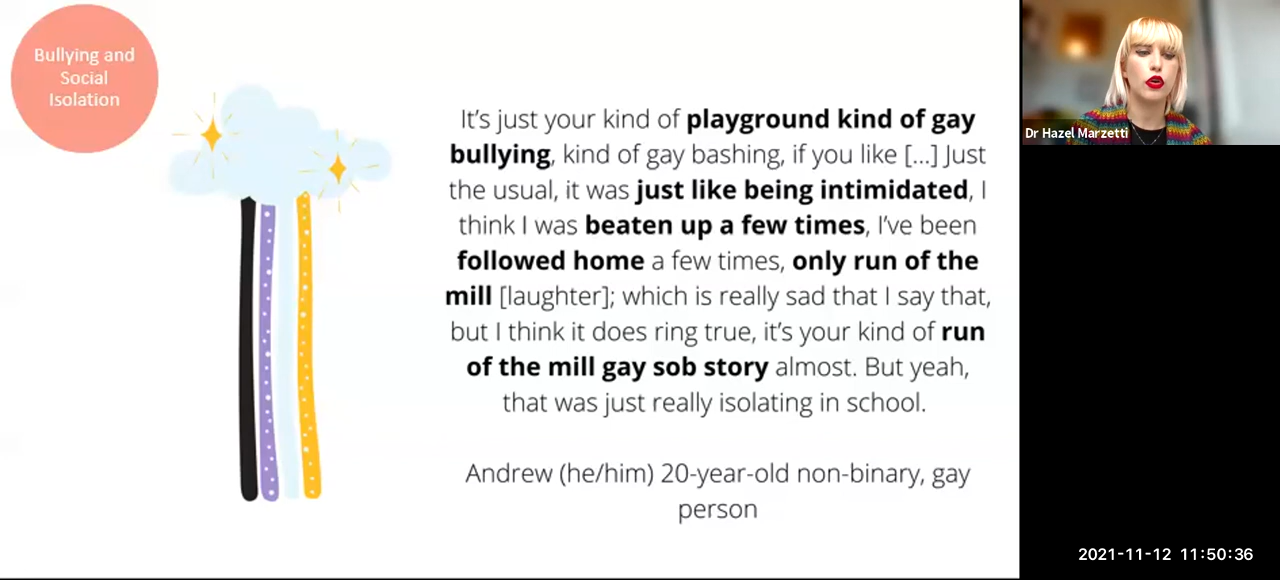 Bullying and
Social
Isolation
It's just your kind of playground kind of gay
bullying, kind of gay bashing, if you like [...] Just
the usual, it was just like being intimidated, I
think I was beaten up a few times, I've been
followed home a few times, only run of the
mill [laughter]; which is really sad that I say that,
but I think it does ring true, it's your kind of run
of the mill gay sob story almost. But yeah,
that was just really isolating in school.
Andrew (he/him) 20-year-old non-binary, gay
person
Dr Hazel Marzetti
2021-11-12 11:50:36